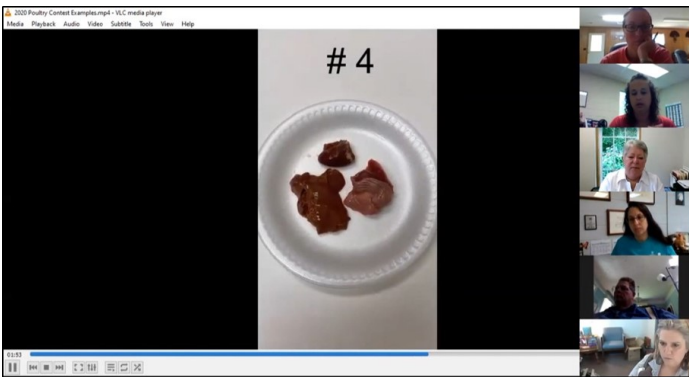 2020 Poultry Contest Examples.mp4 - VLC media player
Media Playback Audio Video Subtitle Tools View Help
# 4
01:53